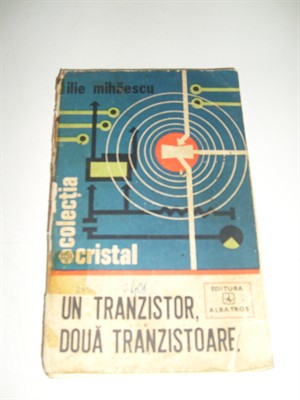 ilie mihăescu
colecția
cristal
UN TRANZISTOR,
DOUĂ TRANZISTOARE.
EDITURA
ALBATROS